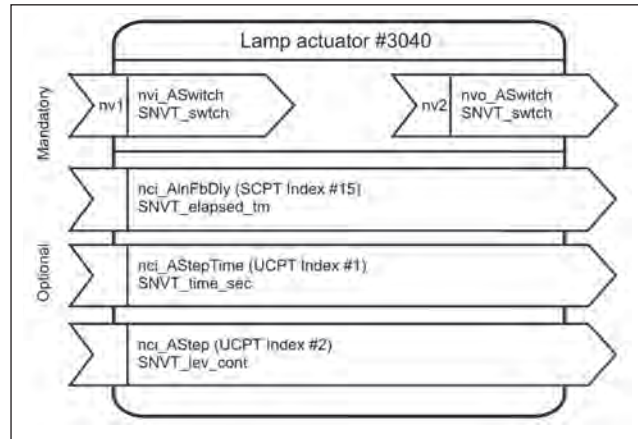 Lamp actuator #3040
Mandatory
nv1
nvi_ASwitch
SNVT_swtch
nv2
nvo_ASwitch
SNVT_swtch
Optional
nci_AInFbDly (SCPT Index #15)
SNVT_elapsed_tm
nci_AStepTime (UCPT Index #1)
SNVT_time_sec
nci_AStep (UCPT Index #2)
SNVT_lev_cont